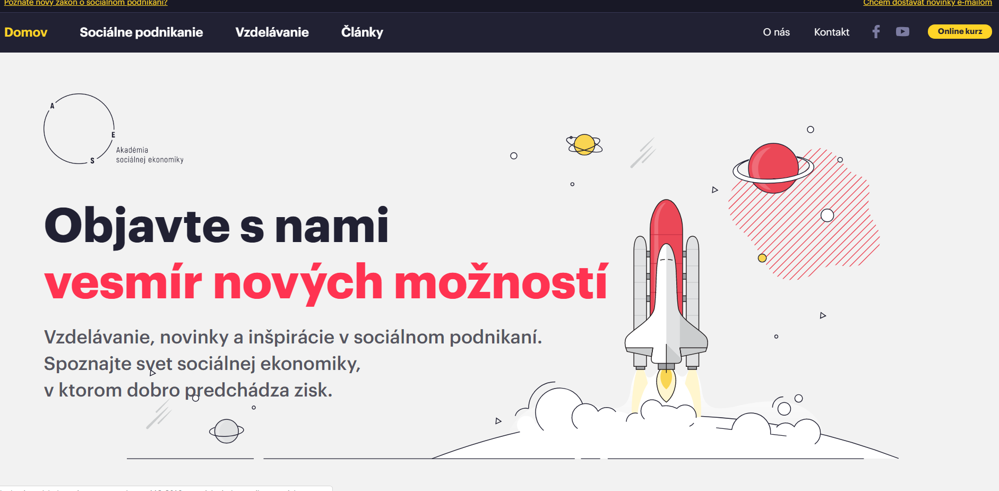 Poznáte nový zákon o sociálnom podnikaní?
Chcem dostávať novinky e-mailom
Domov
Sociálne podnikanie
Vzdelávanie
Články
O nás
Kontakt
Online kurz
A
E
S
Akadémia
sociálnej ekonomiky
Objavte s nami
vesmír nových možností
Vzdelávanie, novinky a inšpirácie v sociálnom podnikaní.
Spoznajte svet sociálnej ekonomiky,
v ktorom dobro predchádza zisk.